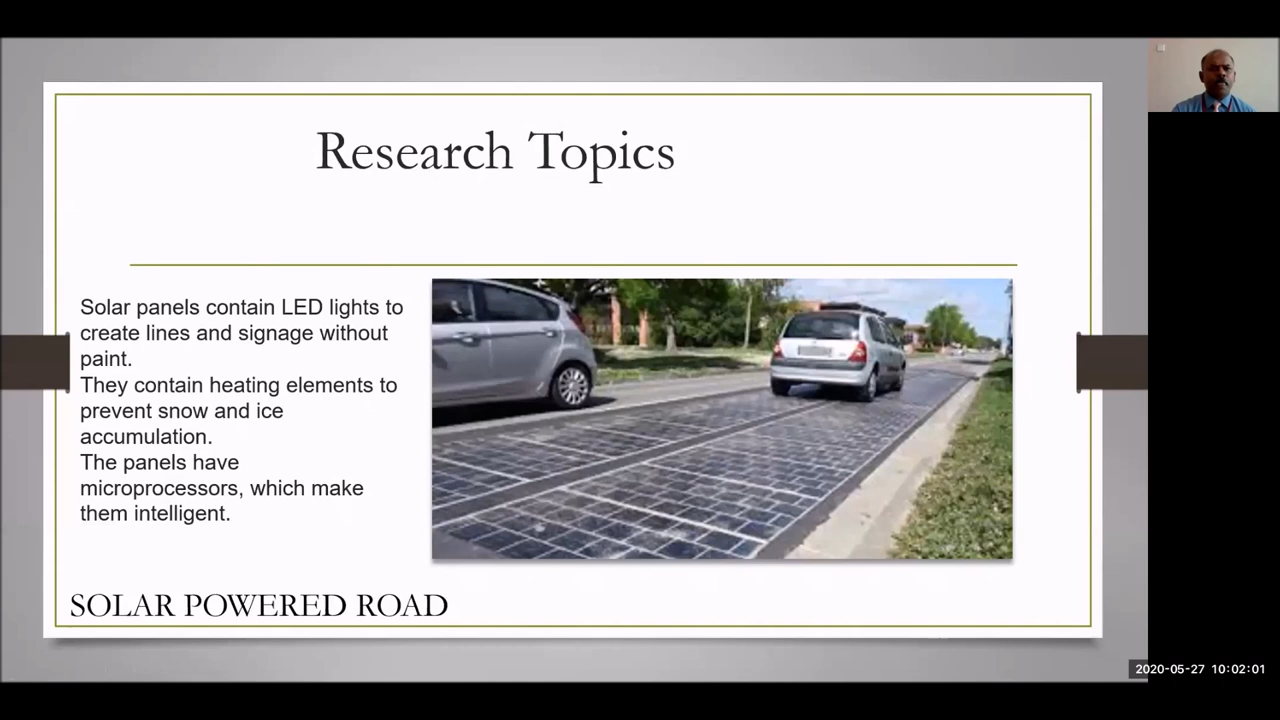 Research Topics
Solar panels contain LED lights to
create lines and signage without
paint.
They contain heating elements to
prevent snow and ice
accumulation.
The panels have
microprocessors, which make
them intelligent.
SOLAR POWERED ROAD
2020-05-27 10:02:01